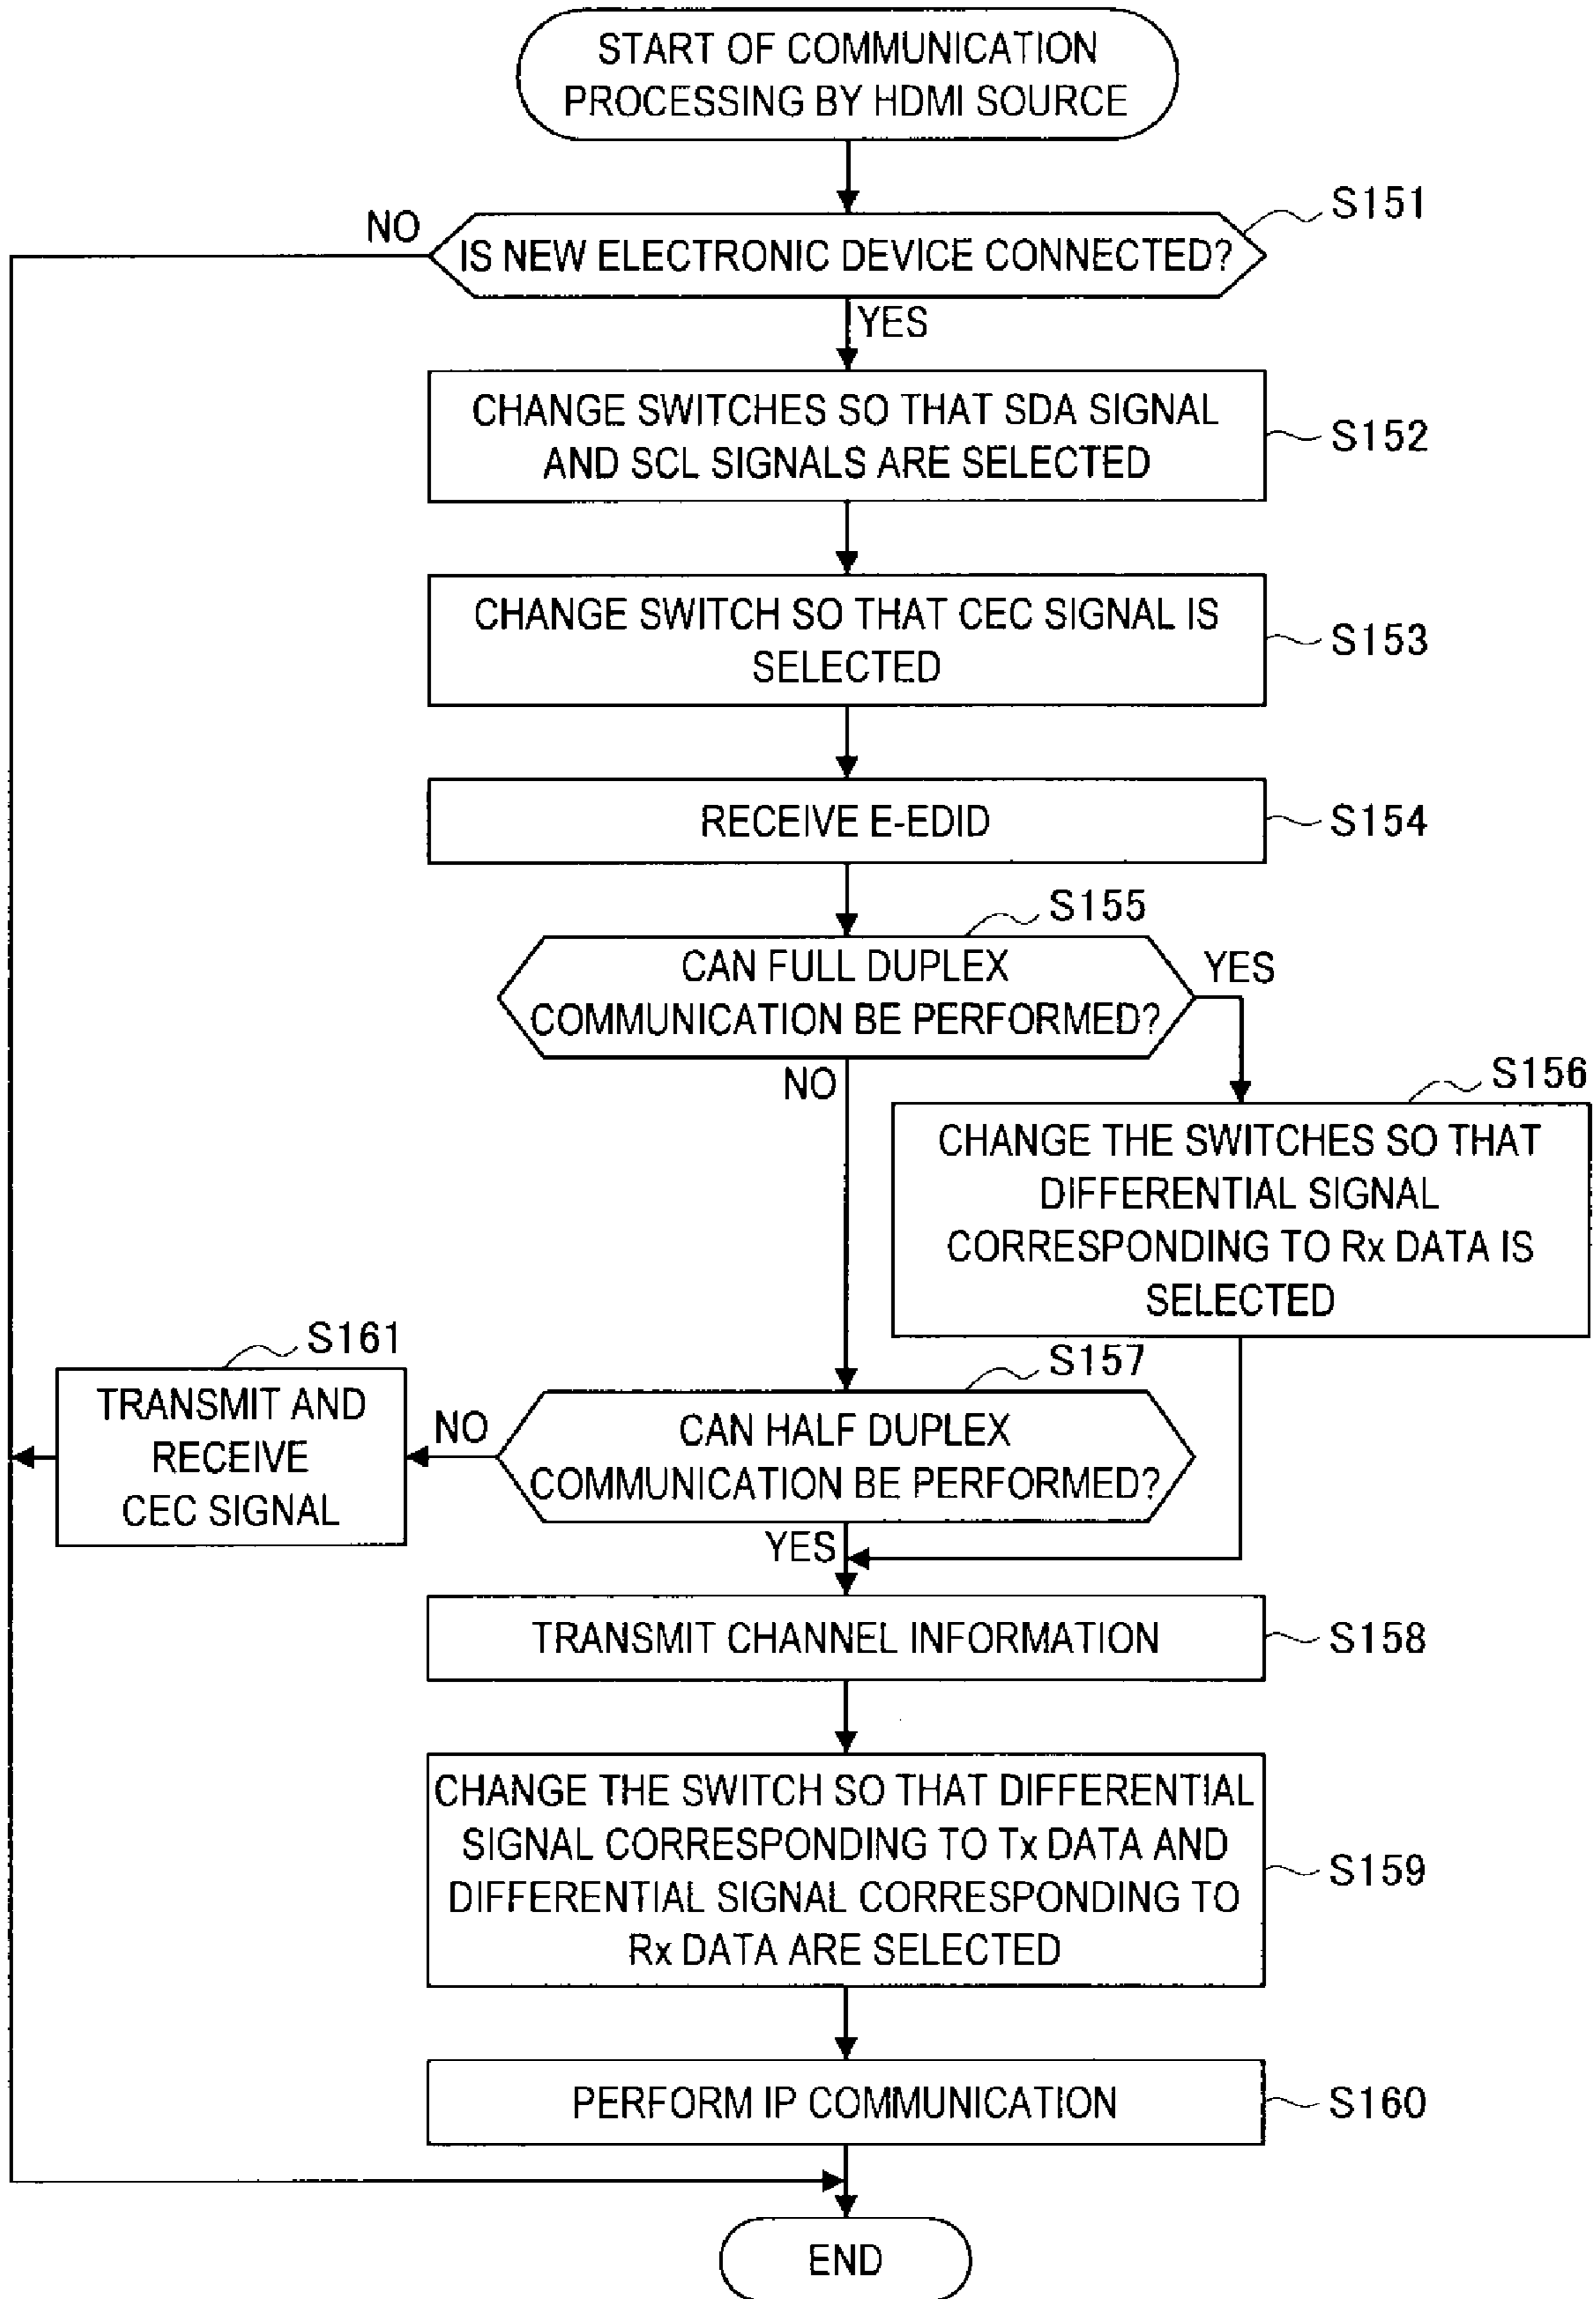 START OF COMMUNICATION
PROCESSING BY HDMI SOURCE
S151
NO
IS NEW ELECTRONIC DEVICE CONNECTED?
YES
CHANGE SWITCHES SO THAT SDA SIGNAL
AND SCL SIGNALS ARE SELECTED
S152
CHANGE SWITCH SO THAT CEC SIGNAL IS
SELECTED
S153
RECEIVE E-EDID
S154
S155
CAN FULL DUPLEX
COMMUNICATION BE PERFORMED?
YES
NO
S156
CHANGE THE SWITCHES SO THAT
DIFFERENTIAL SIGNAL
CORRESPONDING TO Rx DATA IS
SELECTED
S161
TRANSMIT AND
RECEIVE
CEC SIGNAL
NO
S157
CAN HALF DUPLEX
COMMUNICATION BE PERFORMED?
YES
TRANSMIT CHANNEL INFORMATION
S158
CHANGE THE SWITCH SO THAT DIFFERENTIAL
SIGNAL CORRESPONDING TO Tx DATA AND
DIFFERENTIAL SIGNAL CORRESPONDING TO
Rx DATA ARE SELECTED
S159
PERFORM IP COMMUNICATION
S160
END